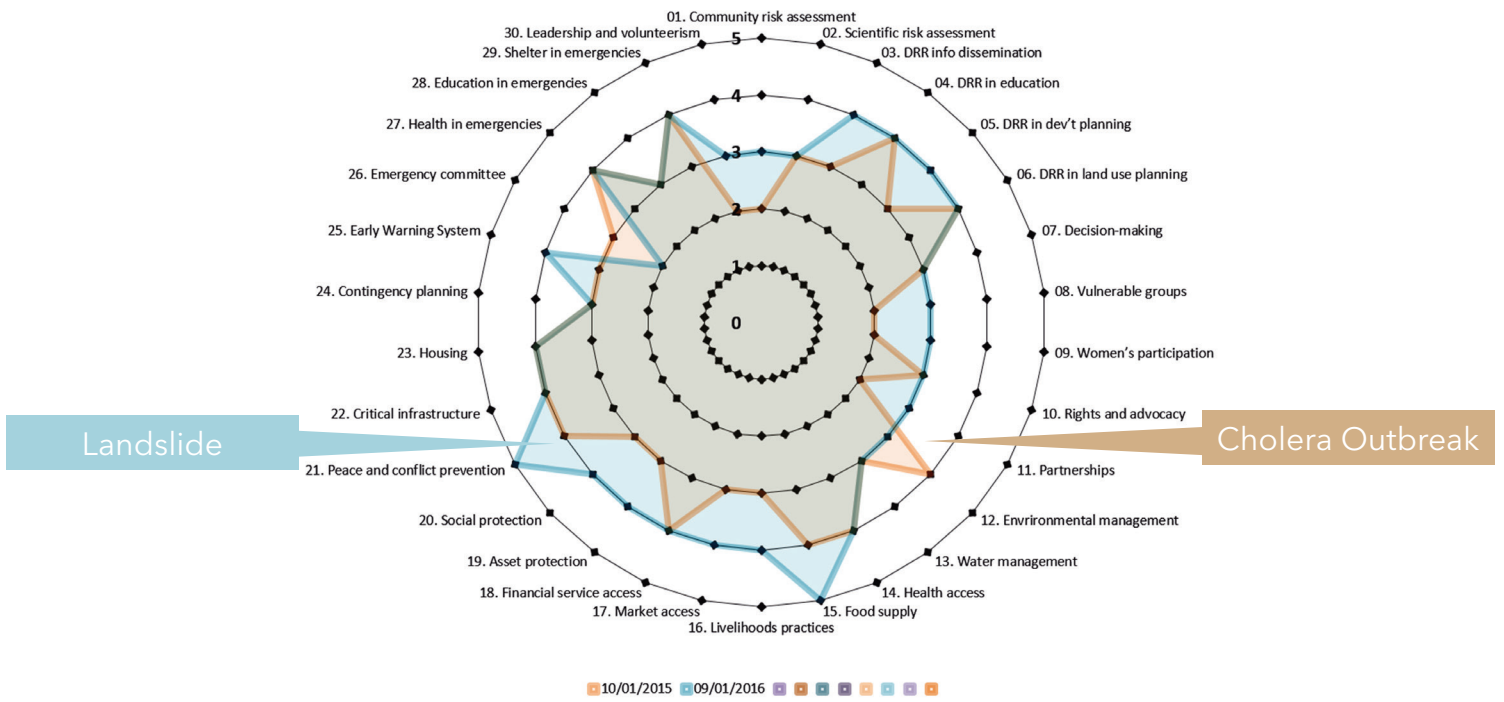 01. Community risk assessment
30. Leadership and volunteerism
5
02. Scientific risk assessment
29. Shelter in emergencies
03. DRR info dissemination
28. Education in emergencies
4
04. DRR in education
27. Health in emergencies
05. DRR in dev't planning
3
26. Emergency committee
06. DRR in land use planning
2
25. Early Warning System
07. Decision-making
1
24. Contingency planning
08. Vulnerable groups
0
23. Housing
09. Women's participation
22. Critical infrastructure
10. Rights and advocacy
Landslide
Cholera Outbreak
21. Peace and conflict prevention
11. Partnerships
20. Social protection
12. Envrironmental management
19. Asset protection
13. Water management
18. Financial service access
14. Health access
17. Market access
15. Food supply
16. Livelihoods practices
10/01/2015 09/01/2016